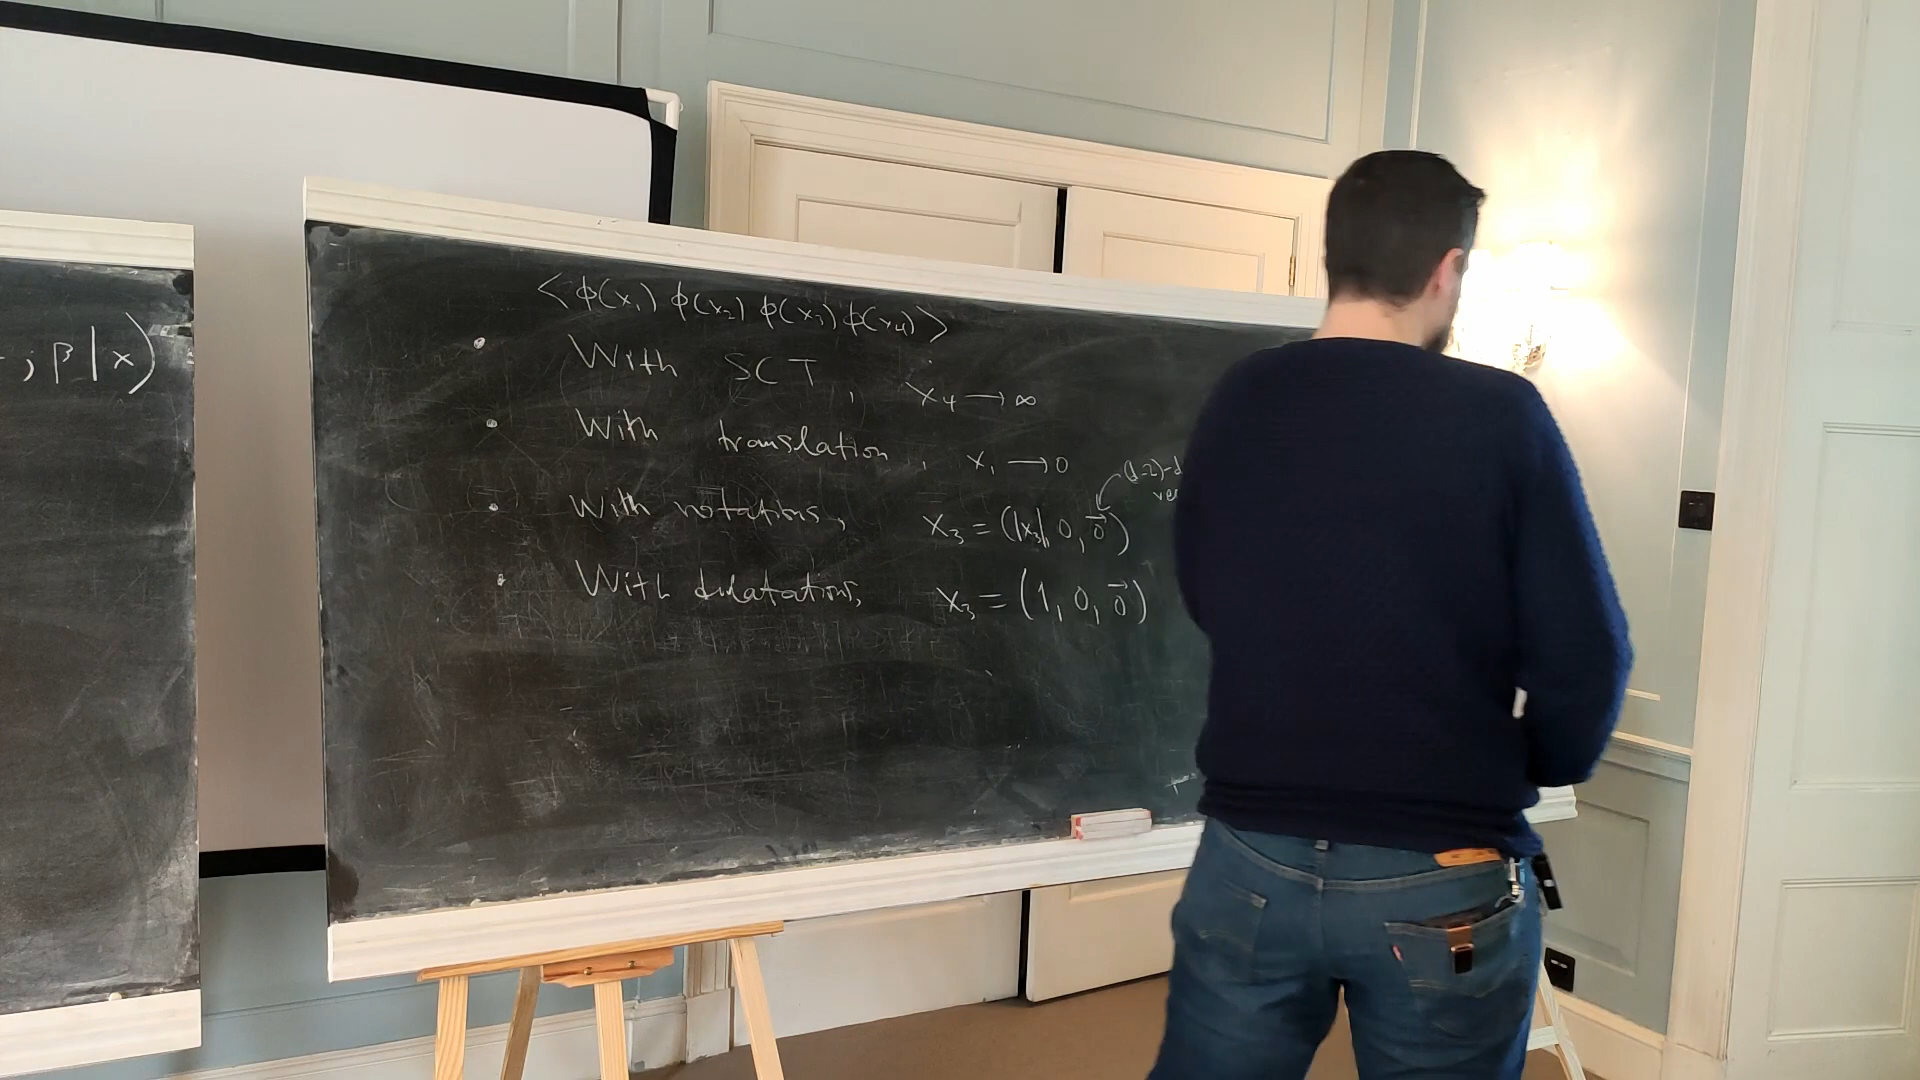 ; β | x)
< ϕ(x₁) ϕ(x₂) ϕ(x₃) ϕ(x₄) >
• With SCT, x₄ ⟶ ∞
• With translation, x₁ ⟶ 0
(d-2)-d
• With rotations, x₃ = (|x₃|, 0, 0⃗)
• With dilatations, x₃ = (1, 0, 0⃗)